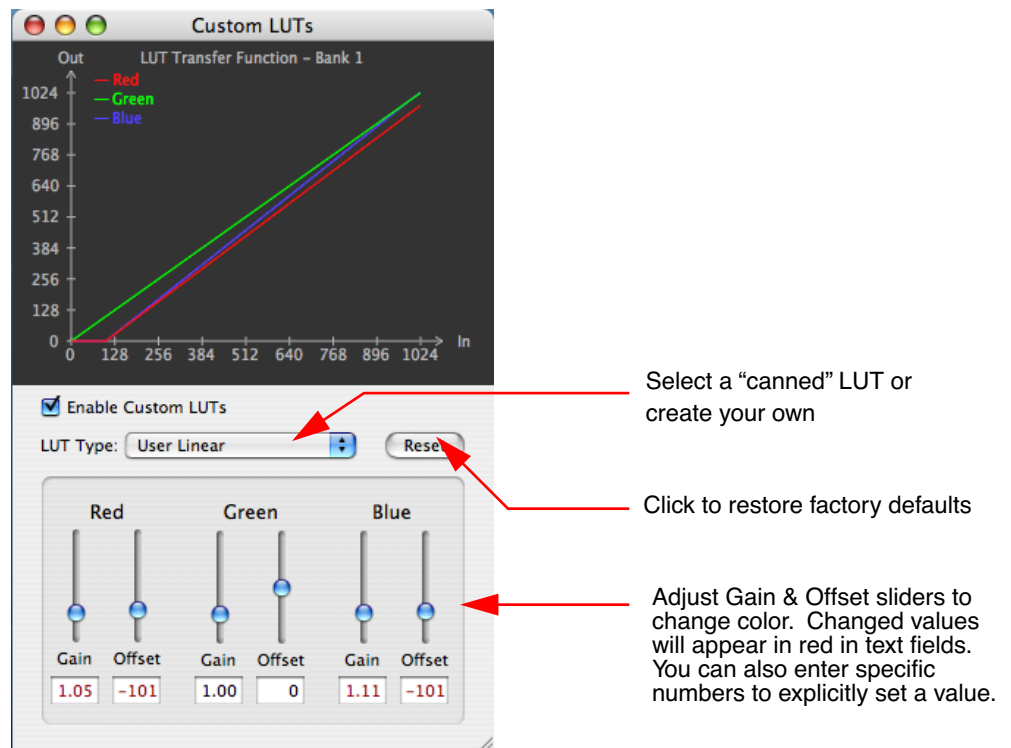 Custom LUTs
Out
LUT Transfer Function – Bank 1
Red
Green
Blue
1024
896
768
640
512
384
256
128
0
0 128 256 384 512 640 768 896 1024
In
Enable Custom LUTs
LUT Type: User Linear
Reset
Red Green Blue
Gain Offset Gain Offset Gain Offset
1.05 -101 1.00 0 1.11 -101
Select a “canned” LUT or
create your own
Click to restore factory defaults
Adjust Gain & Offset sliders to
change color. Changed values
will appear in red in text fields.
You can also enter specific
numbers to explicitly set a value.